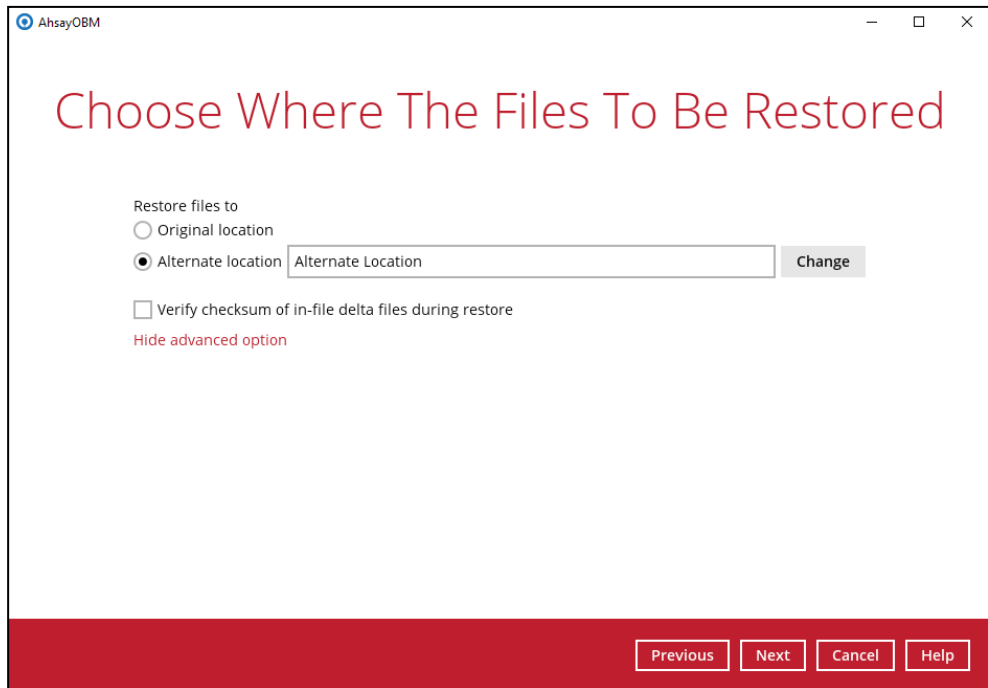 AhsayOBM
Choose Where The Files To Be Restored
Restore files to
Original location
Alternate location Alternate Location Change
Verify checksum of in-file delta files during restore
Hide advanced option
Previous Next Cancel Help